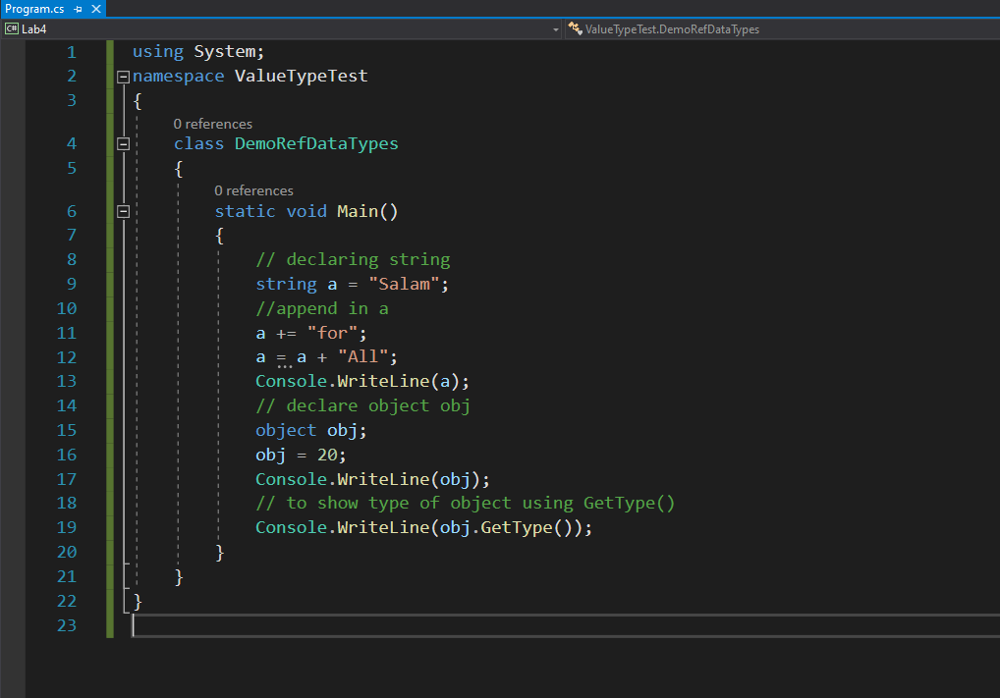 Program.cs
C# Lab4 ValueTypeTest.DemoRefDataTypes
1 using System;
2 namespace ValueTypeTest
3 {
0 references
4 class DemoRefDataTypes
5 {
0 references
6 static void Main()
7 {
8 // declaring string
9 string a = "Salam";
10 //append in a
11 a += "for";
12 a = a + "All";
13 Console.WriteLine(a);
14 // declare object obj
15 object obj;
16 obj = 20;
17 Console.WriteLine(obj);
18 // to show type of object using GetType()
19 Console.WriteLine(obj.GetType());
20 }
21 }
22 }
23